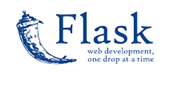 Flask
web development,
one drop at a time